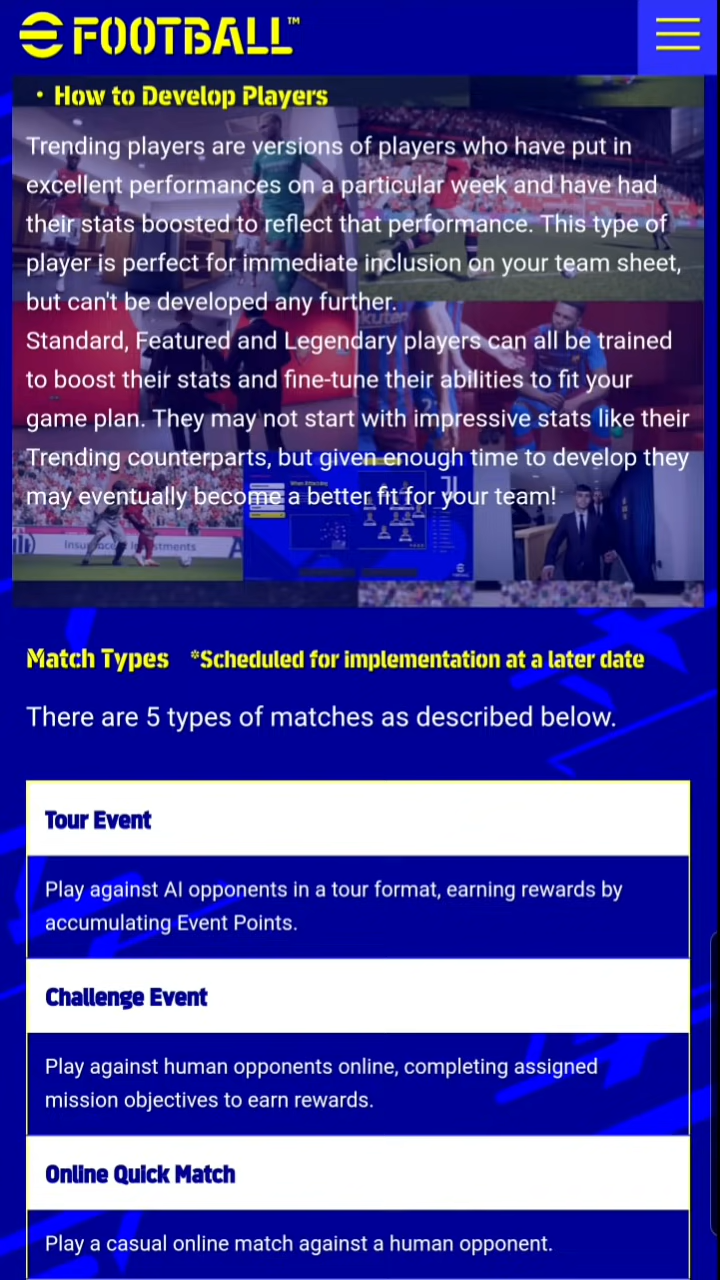 FOOTBALL™
• How to Develop Players
Trending players are versions of players who have put in
excellent performances on a particular week and have had
their stats boosted to reflect that performance. This type of
player is perfect for immediate inclusion on your team sheet,
but can't be developed any further.
Standard, Featured and Legendary players can all be trained
to boost their stats and fine-tune their abilities to fit your
game plan. They may not start with impressive stats like their
Trending counterparts, but given enough time to develop they
may eventually become a better fit for your team!
Match Types *Scheduled for implementation at a later date
There are 5 types of matches as described below.
Tour Event
Play against AI opponents in a tour format, earning rewards by
accumulating Event Points.
Challenge Event
Play against human opponents online, completing assigned
mission objectives to earn rewards.
Online Quick Match
Play a casual online match against a human opponent.